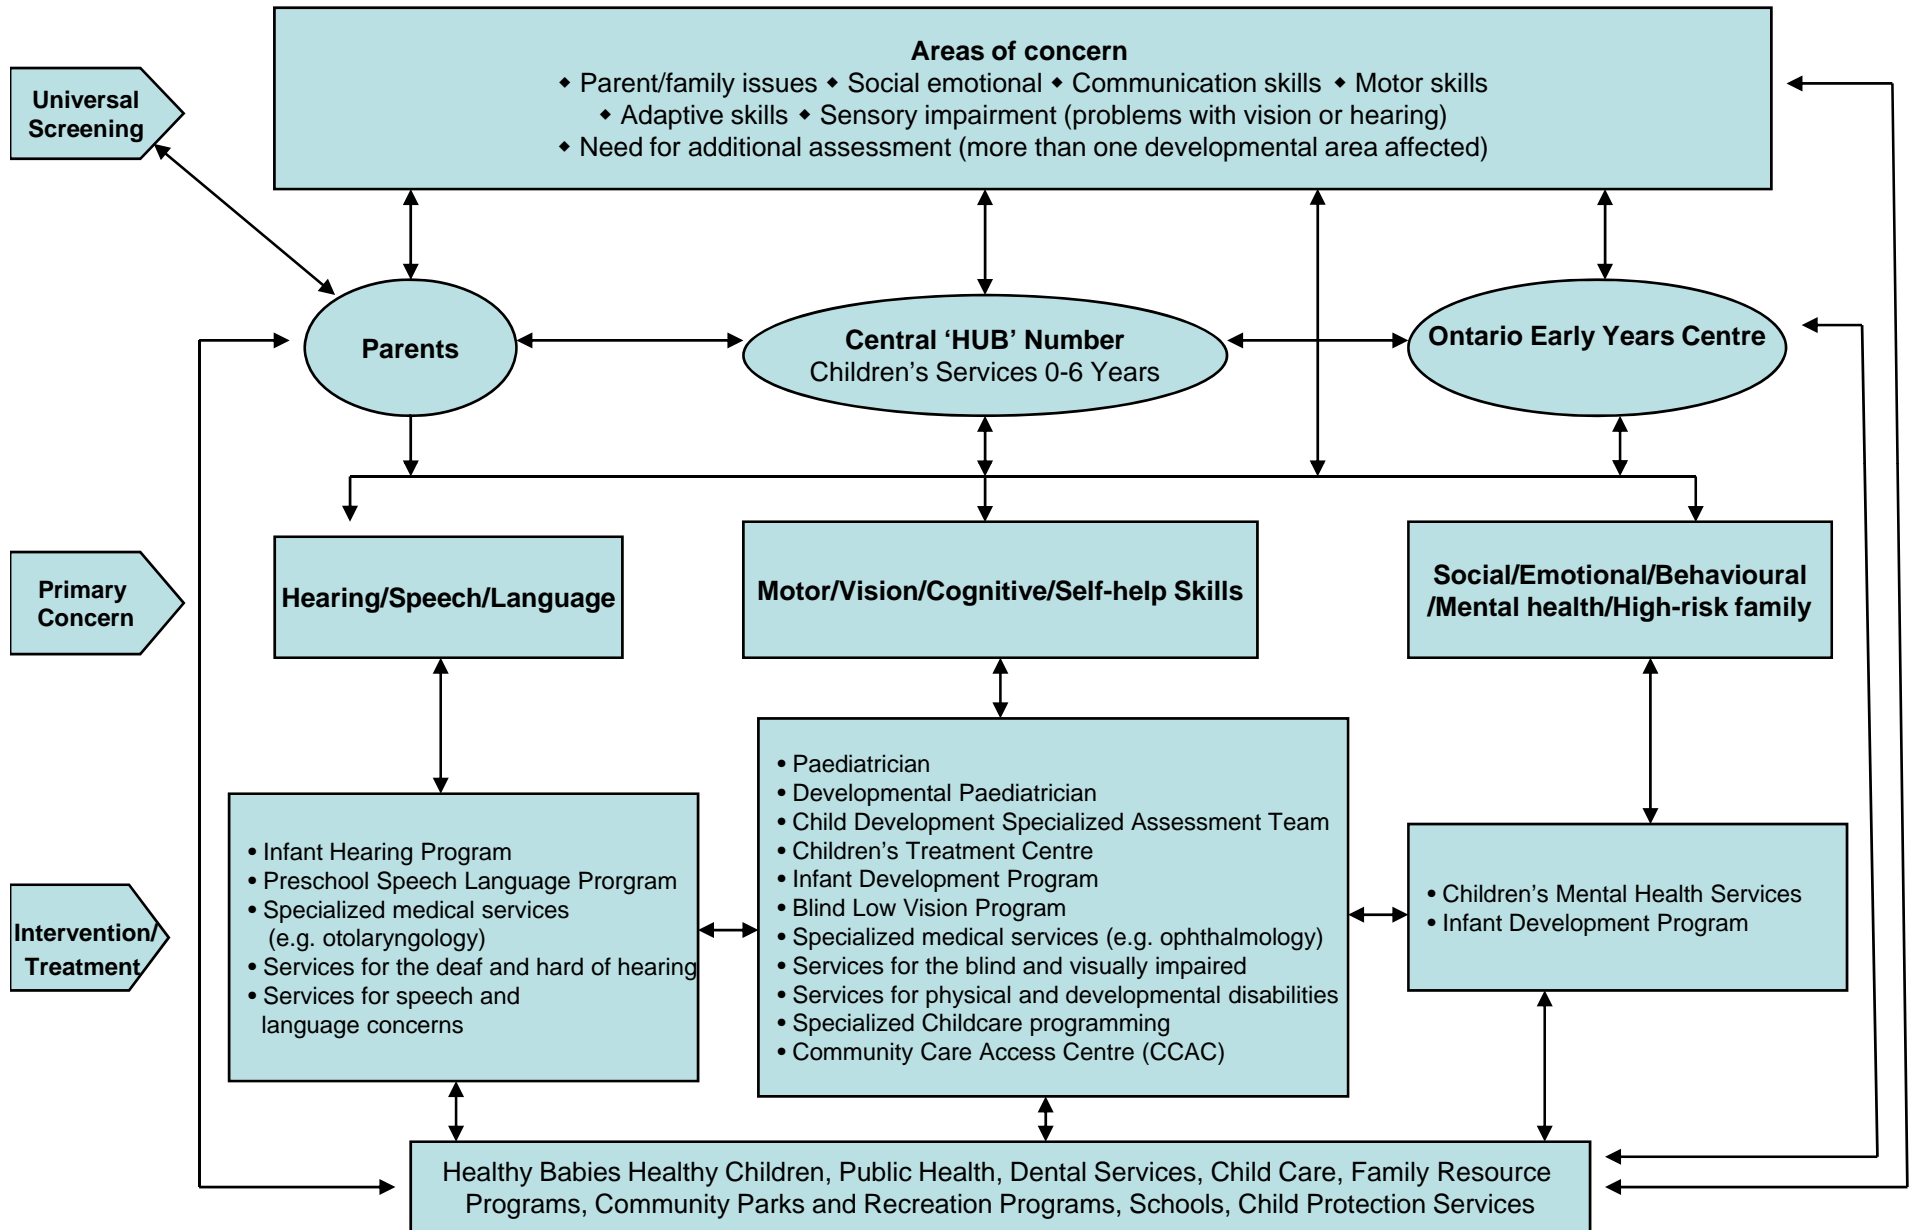 Areas of concern
◆ Parent/family issues ◆ Social emotional ◆ Communication skills ◆ Motor skills
◆ Adaptive skills ◆ Sensory impairment (problems with vision or hearing)
◆ Need for additional assessment (more than one developmental area affected)
Universal
Screening
Parents
Central ‘HUB’ Number
Children’s Services 0-6 Years
Ontario Early Years Centre
Primary
Concern
Hearing/Speech/Language
Motor/Vision/Cognitive/Self-help Skills
Social/Emotional/Behavioural
/Mental health/High-risk family
Intervention/
Treatment
• Infant Hearing Program
• Preschool Speech Language Prorgram
• Specialized medical services
(e.g. otolaryngology)
• Services for the deaf and hard of hearing
• Services for speech and
language concerns
• Paediatrician
• Developmental Paediatrician
• Child Development Specialized Assessment Team
• Children’s Treatment Centre
• Infant Development Program
• Blind Low Vision Program
• Specialized medical services (e.g. ophthalmology)
• Services for the blind and visually impaired
• Services for physical and developmental disabilities
• Specialized Childcare programming
• Community Care Access Centre (CCAC)
• Children’s Mental Health Services
• Infant Development Program
Healthy Babies Healthy Children, Public Health, Dental Services, Child Care, Family Resource
Programs, Community Parks and Recreation Programs, Schools, Child Protection Services